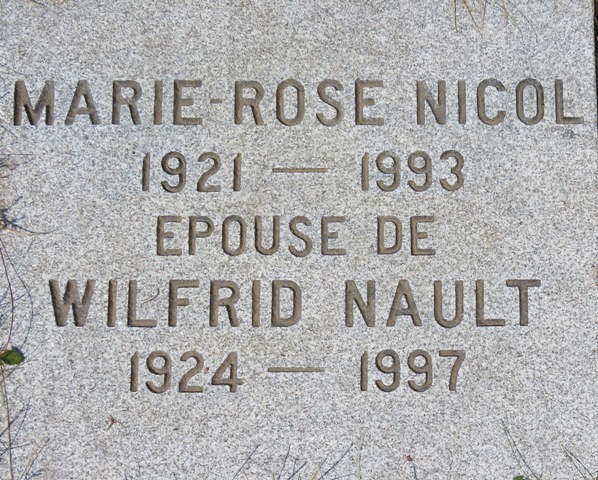 MARIE-ROSE NICOL
1921 — 1993
EPOUSE DE
WILFRID NAULT
1924 — 1997